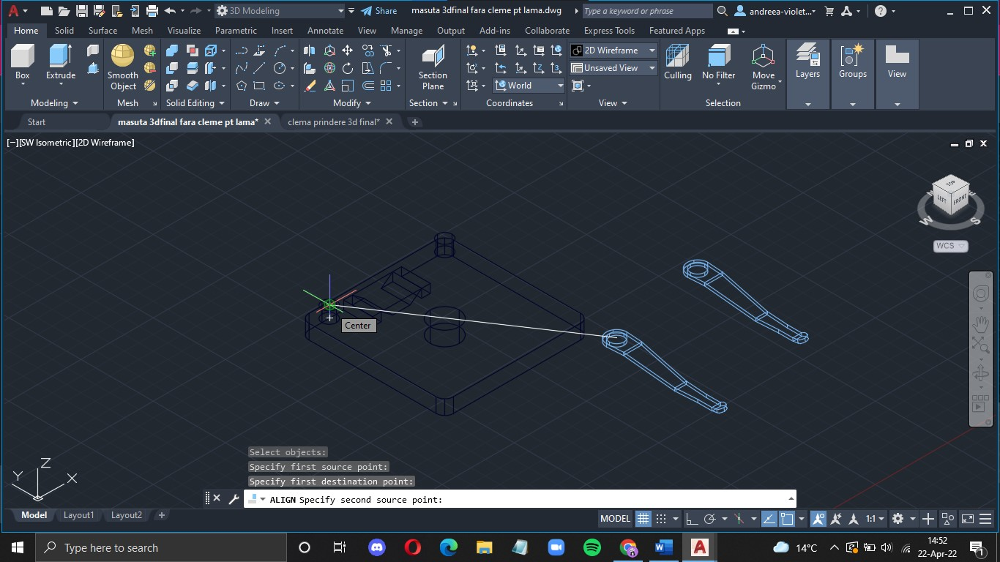 A 3D Modeling Share masuta 3dfinal fara cleme pt lama.dwg Type a keyword or phrase andreea-violet... ?
Home Solid Surface Mesh Visualize Parametric Insert Annotate View Manage Output Add-ins Collaborate Express Tools Featured Apps
2D Wireframe
Unsaved View
World
Box Extrude Smooth Object Section Plane Culling No Filter Move Gizmo Layers Groups View
Modeling Mesh Solid Editing Draw Modify Section Coordinates View Selection
Start masuta 3dfinal fara cleme pt lama* clema prindere 3d final*
[−][SW Isometric][2D Wireframe]
TOP
LEFT FRONT
W S
WCS
Center
Select objects:
Specify first source point:
Specify first destination point:
ALIGN Specify second source point:
Z
Y X
Model Layout1 Layout2 MODEL 1:1
Type here to search 14°C 14:52
22-Apr-22 1